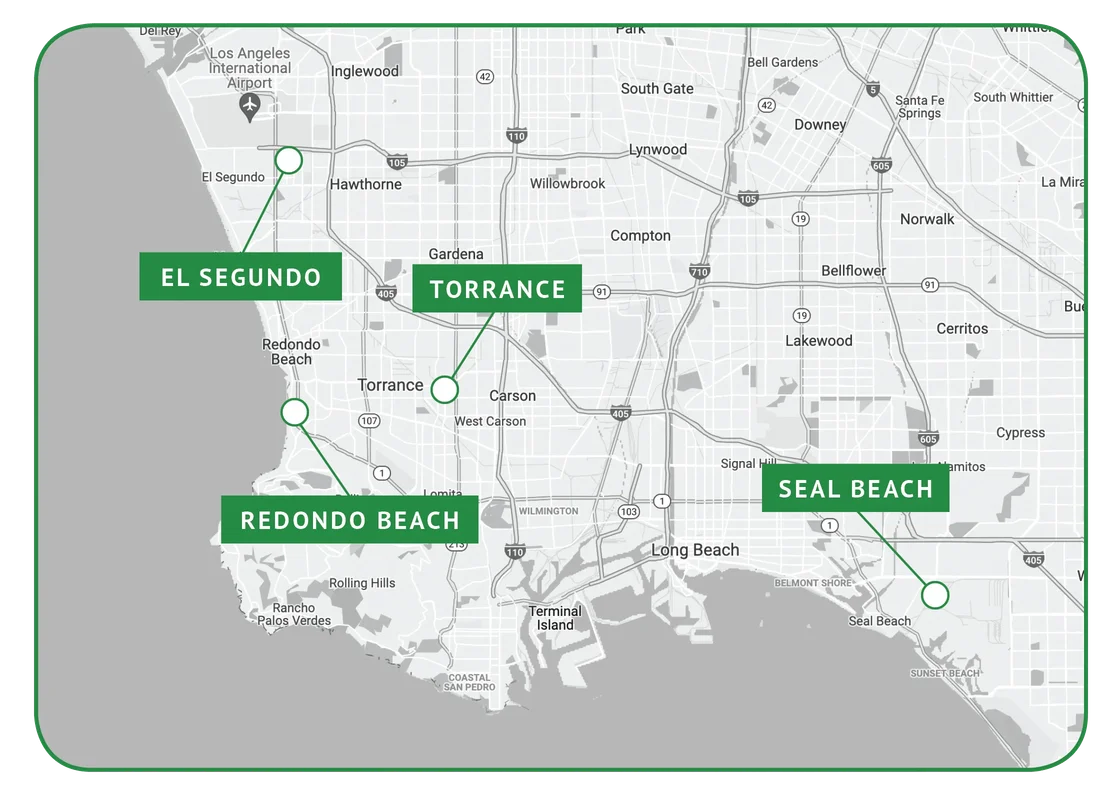 Del Rey
Park
Los Angeles
International
Airport
Inglewood
42
Bell Gardens
South Gate
5
Santa Fe
Springs
South Whittier
42
Downey
110
105
Lynwood
605
El Segundo
Hawthorne
Willowbrook
105
19
Norwalk
Compton
Gardena
EL SEGUNDO
TORRANCE
405
91
710
Bellflower
91
19
Cerritos
Lakewood
Redondo
Beach
Torrance
Carson
West Carson
107
405
605
Cypress
Signal Hill
1
Lomita
SEAL BEACH
REDONDO BEACH
WILMINGTON
103
1
1
213
110
Long Beach
405
Rolling Hills
BELMONT SHORE
Rancho
Palos Verdes
Terminal
Island
Seal Beach
COASTAL
SAN PEDRO
SUNSET BEACH